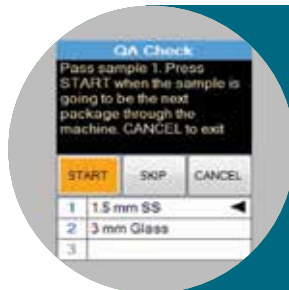 QA Check
Pass sample 1. Press
START when the sample is
going to be the next
package through the
machine. CANCEL to exit
START SKIP CANCEL
1 1.5 mm SS
2 3 mm Glass
3